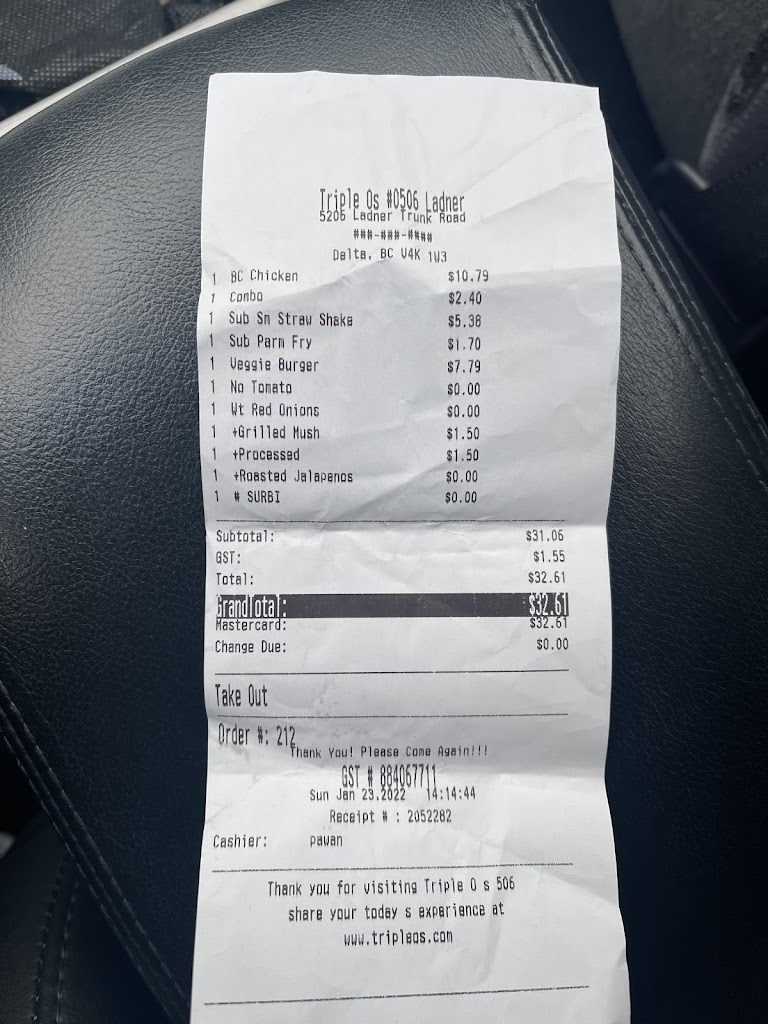 Triple Os #0506 Ladner
5206 Ladner Trunk Road
###-###-####
Delta, BC V4K 1W3
1 BC Chicken $10.79
1 Combo $2.40
1 Sub Sm Straw Shake $5.38
1 Sub Parm Fry $1.70
1 Veggie Burger $7.79
1 No Tomato $0.00
1 Wt Red Onions $0.00
1 +Grilled Mush $1.50
1 +Processed $1.50
1 +Roasted Jalapenos $0.00
1 # SURBI $0.00
Subtotal: $31.06
GST: $1.55
Total: $32.61
GrandTotal: $32.61
Mastercard: $32.61
Change Due: $0.00
Take Out
Order #: 212
Thank You! Please Come Again!!!
GST # 884067711
Sun Jan 23,2022 14:14:44
Receipt # : 2052282
Cashier: pawan
Thank you for visiting Triple O s 506
share your today s experience at
www.tripleos.com